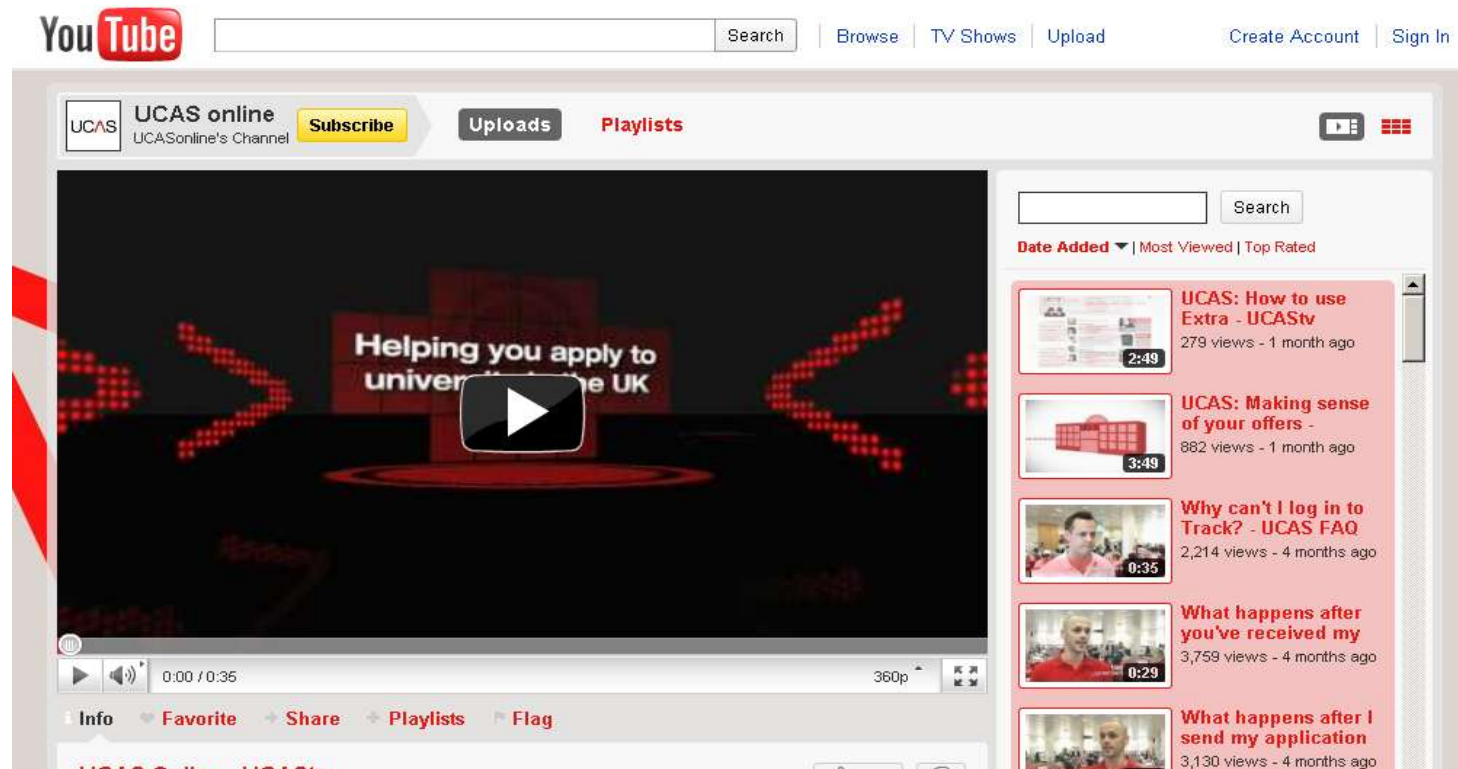 You Tube
Search
Browse
TV Shows
Upload
Create Account
Sign In
UCAS
UCAS online
UCASonline's Channel
Subscribe
Uploads
Playlists
Helping you apply to
the UK
0:00 / 0:35
360p
Info
Favorite
Share
Playlists
Flag
Search
Date Added | Most Viewed | Top Rated
UCAS: How to use
Extra - UCAStv
279 views - 1 month ago
2:49
UCAS: Making sense
of your offers -
882 views - 1 month ago
3:49
Why can't I log in to
Track? - UCAS FAQ
2,214 views - 4 months ago
0:35
What happens after
you've received my
3,759 views - 4 months ago
0:29
What happens after I
send my application
3,130 views - 4 months ago